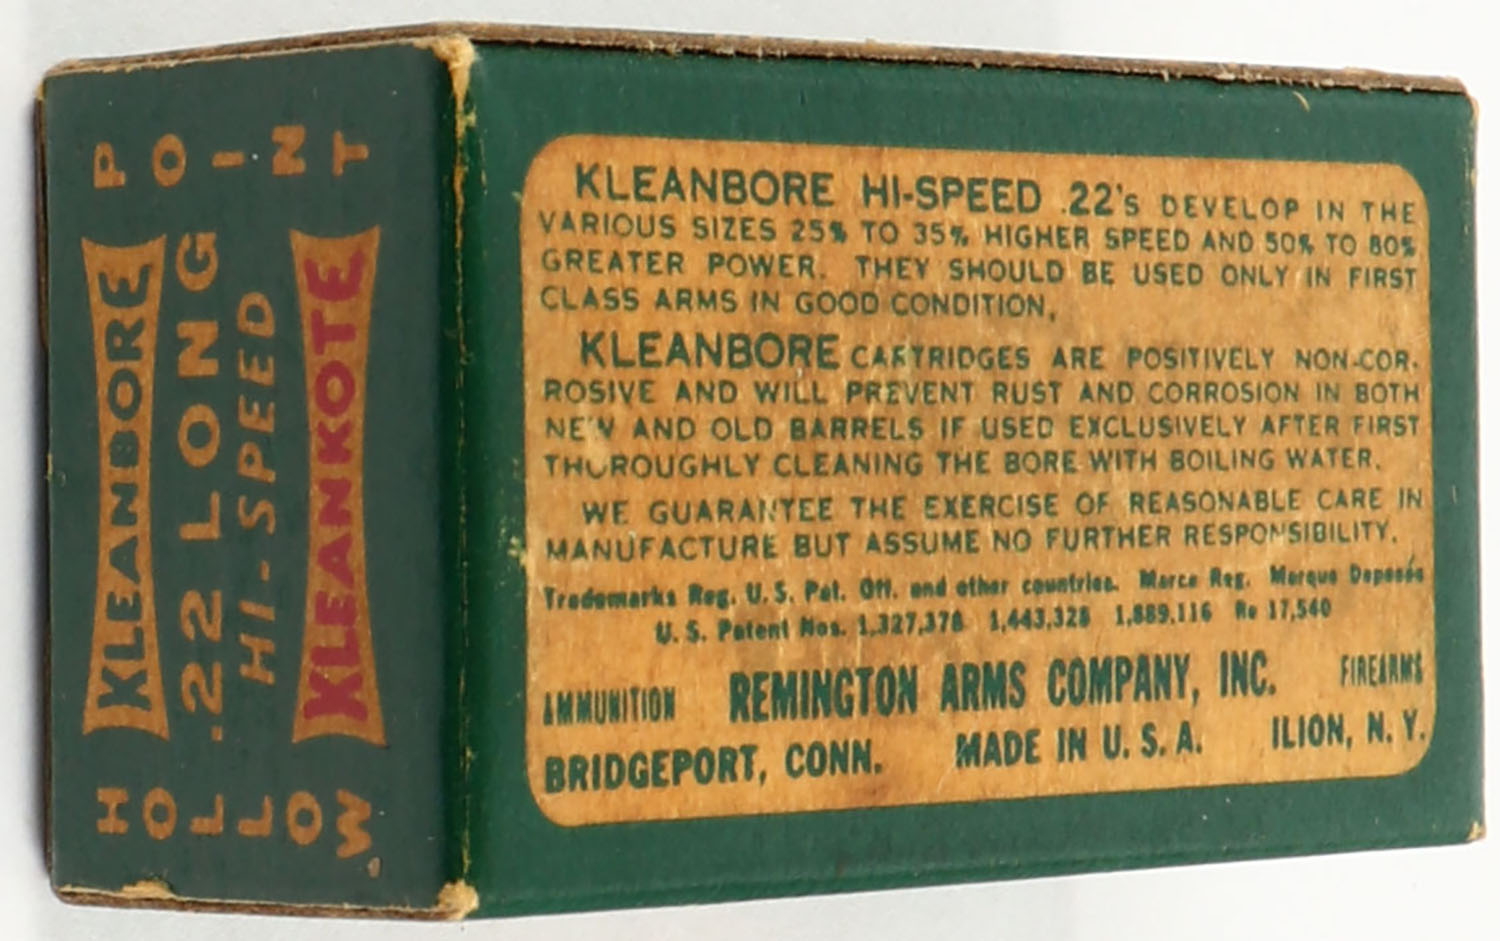 HOLLOW POINT
KLEANBORE
.22 LONG
HI-SPEED
KLEANKOTE
KLEANBORE HI-SPEED .22's DEVELOP IN THE
VARIOUS SIZES 25% TO 35% HIGHER SPEED AND 50% TO 80%
GREATER POWER. THEY SHOULD BE USED ONLY IN FIRST
CLASS ARMS IN GOOD CONDITION.
KLEANBORE CARTRIDGES ARE POSITIVELY NON-COR-
ROSIVE AND WILL PREVENT RUST AND CORROSION IN BOTH
NEW AND OLD BARRELS IF USED EXCLUSIVELY AFTER FIRST
THOROUGHLY CLEANING THE BORE WITH BOILING WATER.
WE GUARANTEE THE EXERCISE OF REASONABLE CARE IN
MANUFACTURE BUT ASSUME NO FURTHER RESPONSIBILITY.
Trademarks Reg. U. S. Pat. Off. and other countries. Marca Reg. Marque Deposée
U. S. Patent Nos. 1,327,378 1,443,328 1,889,116 Re 17,540
AMMUNITION REMINGTON ARMS COMPANY, INC. FIREARMS
BRIDGEPORT, CONN. MADE IN U. S. A. ILION, N. Y.